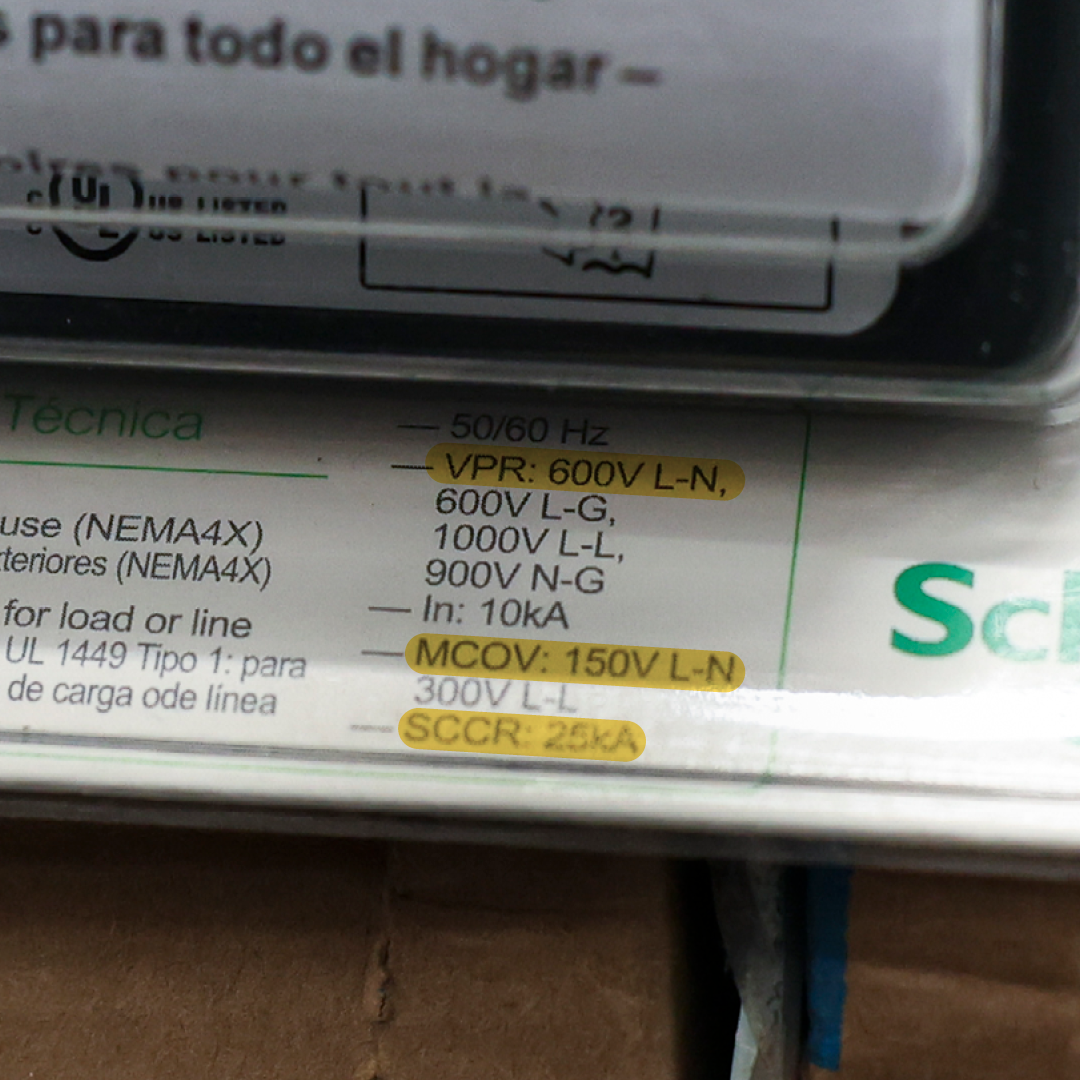 para todo el hogar –
c UL US LISTED
Técnica
use (NEMA4X)
teriores (NEMA4X)
for load or line
UL 1449 Tipo 1: para
de carga ode línea
— 50/60 Hz
— VPR: 600V L-N,
600V L-G,
1000V L-L,
900V N-G
— In: 10kA
— MCOV: 150V L-N
300V L-L
— SCCR: 25kA
Sc